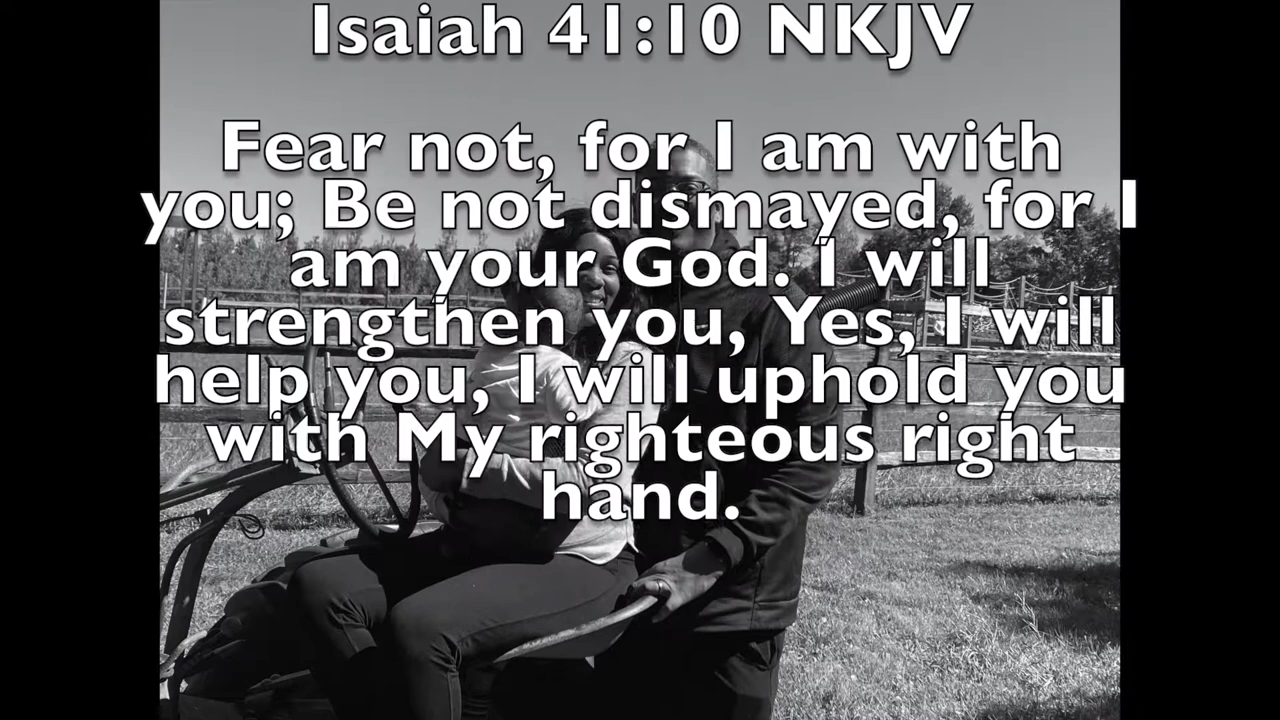 Isaiah 41:10 NKJV
Fear not, for I am with
you; Be not dismayed, for I
am your God. I will
strengthen you, Yes, I will
help you, I will uphold you
with My righteous right
hand.